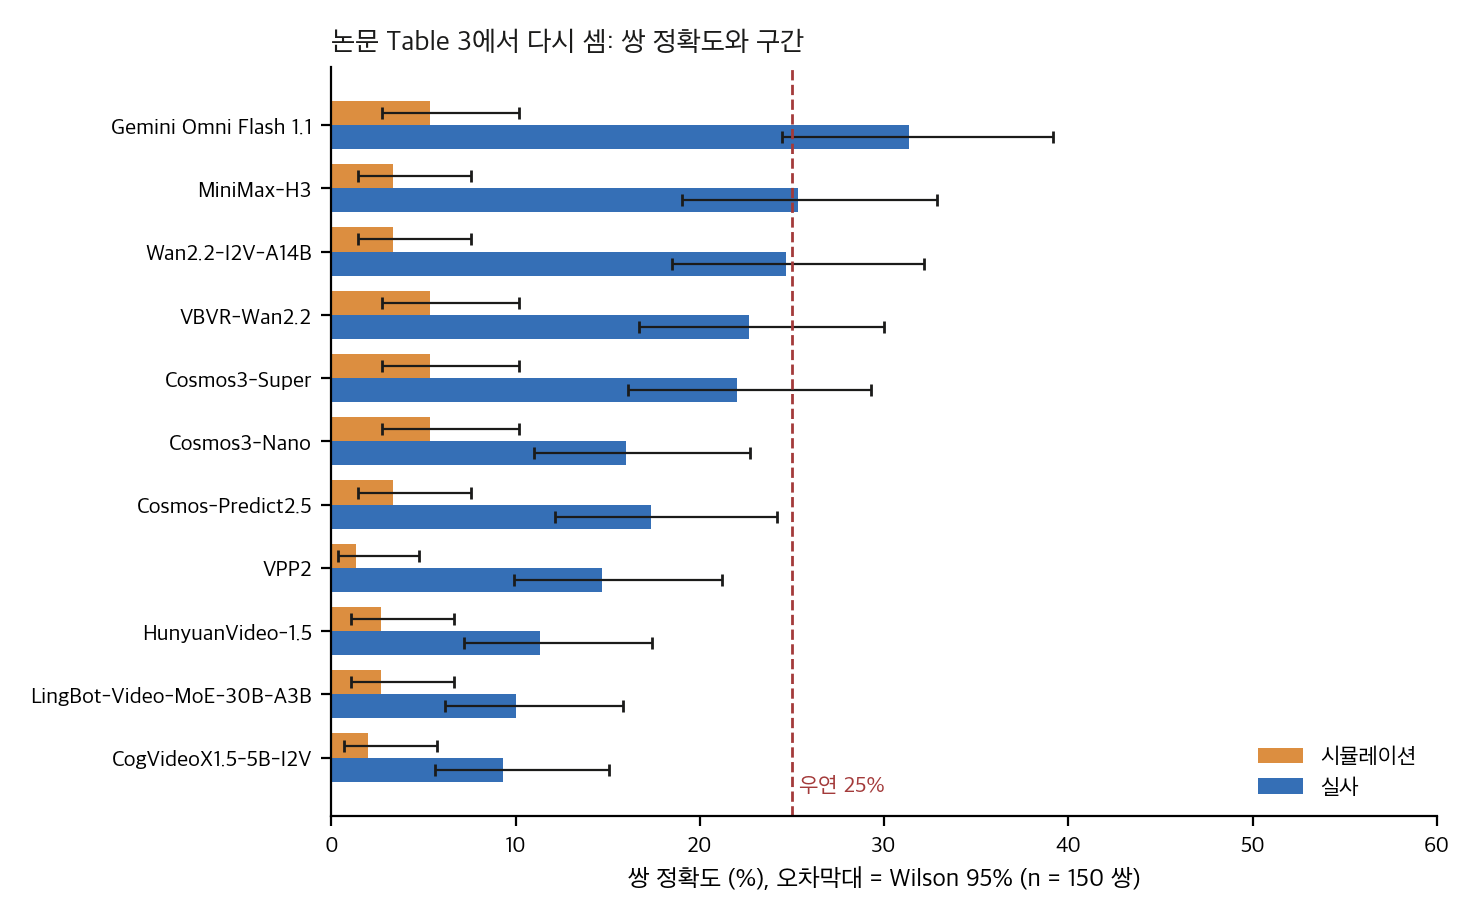 논문 Table 3에서 다시 셈: 쌍 정확도와 구간
Gemini Omni Flash 1.1
MiniMax-H3
Wan2.2-I2V-A14B
VBVR-Wan2.2
Cosmos3-Super
Cosmos3-Nano
Cosmos-Predict2.5
VPP2
HunyuanVideo-1.5
LingBot-Video-MoE-30B-A3B
CogVideoX1.5-5B-I2V
우연 25%
시뮬레이션
실사
0 10 20 30 40 50 60
쌍 정확도 (%), 오차막대 = Wilson 95% (n = 150 쌍)